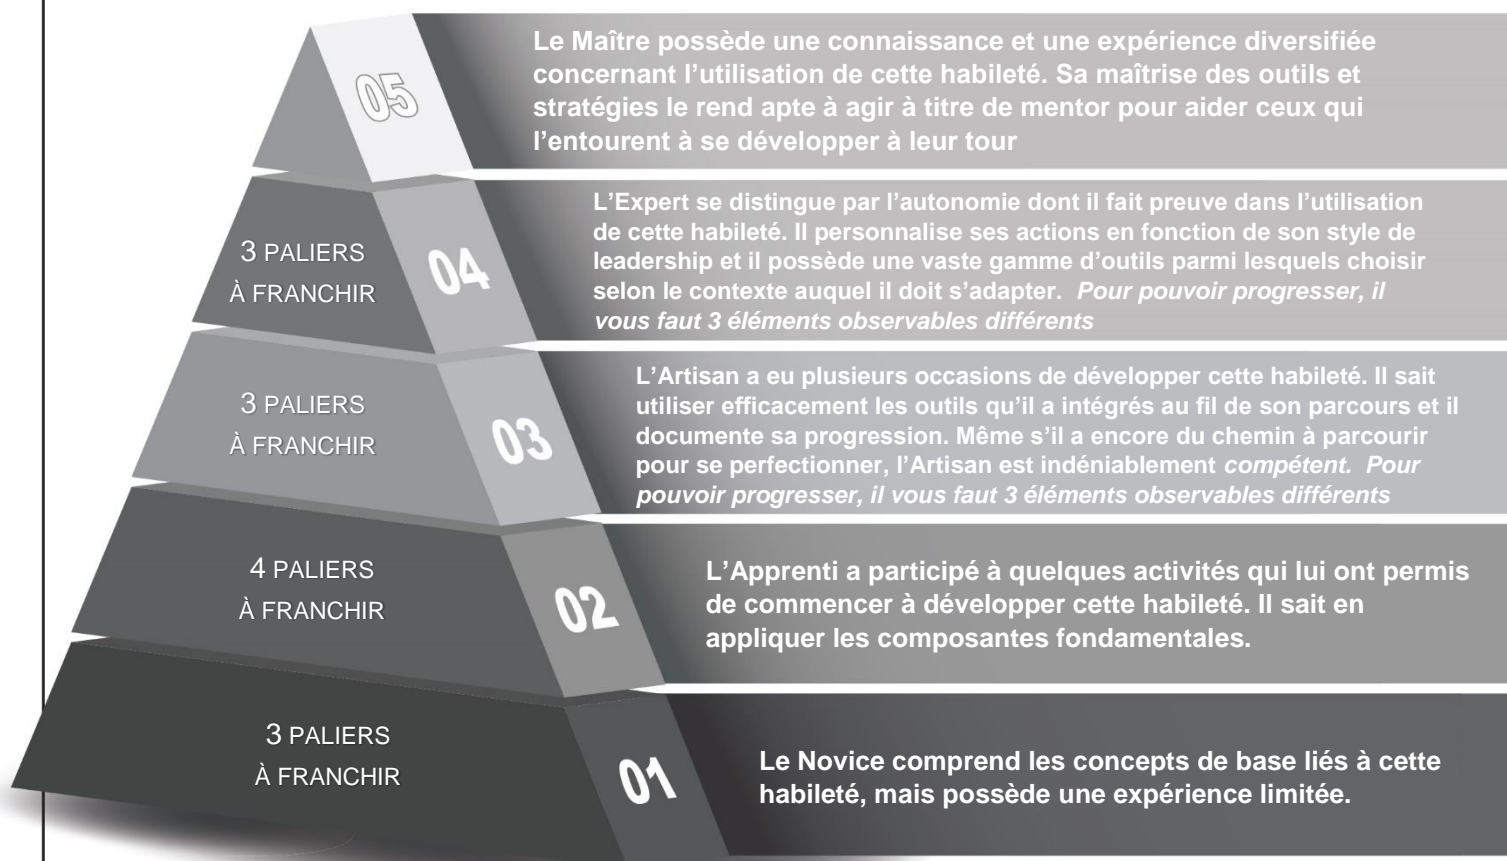 05
Le Maître possède une connaissance et une expérience diversifiée
concernant l'utilisation de cette habileté. Sa maîtrise des outils et
stratégies le rend apte à agir à titre de mentor pour aider ceux qui
l'entourent à se développer à leur tour
3 PALIERS
À FRANCHIR
04
L'Expert se distingue par l'autonomie dont il fait preuve dans l'utilisation
de cette habileté. Il personnalise ses actions en fonction de son style de
leadership et il possède une vaste gamme d'outils parmi lesquels choisir
selon le contexte auquel il doit s'adapter. Pour pouvoir progresser, il
vous faut 3 éléments observables différents
3 PALIERS
À FRANCHIR
03
L'Artisan a eu plusieurs occasions de développer cette habileté. Il sait
utiliser efficacement les outils qu'il a intégrés au fil de son parcours et il
documente sa progression. Même s'il a encore du chemin à parcourir
pour se perfectionner, l'Artisan est indéniablement compétent. Pour
pouvoir progresser, il vous faut 3 éléments observables différents
4 PALIERS
À FRANCHIR
02
L'Apprenti a participé à quelques activités qui lui ont permis
de commencer à développer cette habileté. Il sait en
appliquer les composantes fondamentales.
3 PALIERS
À FRANCHIR
01
Le Novice comprend les concepts de base liés à cette
habileté, mais possède une expérience limitée.